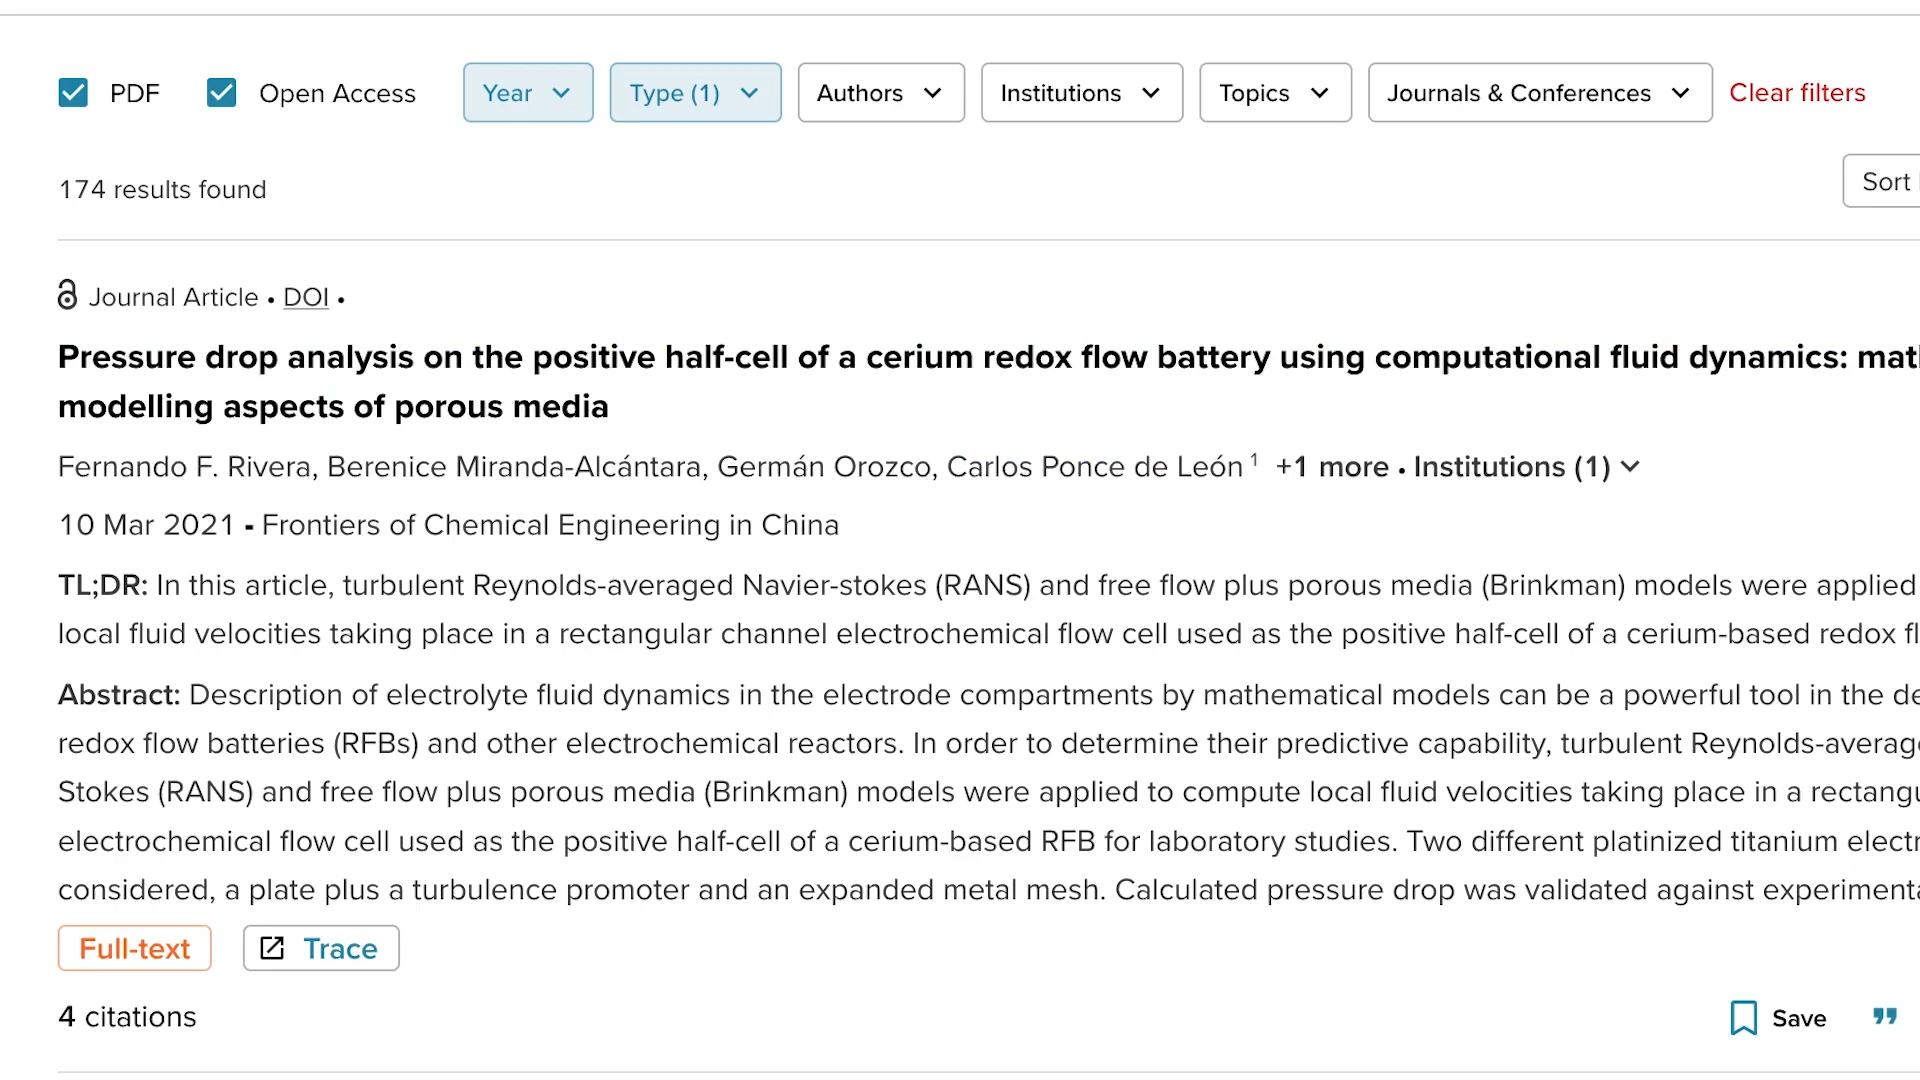 PDF Open Access Year Type (1) Authors Institutions Topics Journals & Conferences Clear filters
174 results found
Sort
Journal Article • DOI •
Pressure drop analysis on the positive half-cell of a cerium redox flow battery using computational fluid dynamics:
modelling aspects of porous media
Fernando F. Rivera, Berenice Miranda-Alcántara, Germán Orozco, Carlos Ponce de León 1 +1 more • Institutions (1)
10 Mar 2021 - Frontiers of Chemical Engineering in China
TL;DR: In this article, turbulent Reynolds-averaged Navier-stokes (RANS) and free flow plus porous media (Brinkman) models were applied
local fluid velocities taking place in a rectangular channel electrochemical flow cell used as the positive half-cell of a cerium-based redox
Abstract: Description of electrolyte fluid dynamics in the electrode compartments by mathematical models can be a powerful tool in the
redox flow batteries (RFBs) and other electrochemical reactors. In order to determine their predictive capability, turbulent
Stokes (RANS) and free flow plus porous media (Brinkman) models were applied to compute local fluid velocities taking place in a
electrochemical flow cell used as the positive half-cell of a cerium-based RFB for laboratory studies. Two different platinized titanium
considered, a plate plus a turbulence promoter and an expanded metal mesh. Calculated pressure drop was validated against
Full-text Trace
4 citations
Save